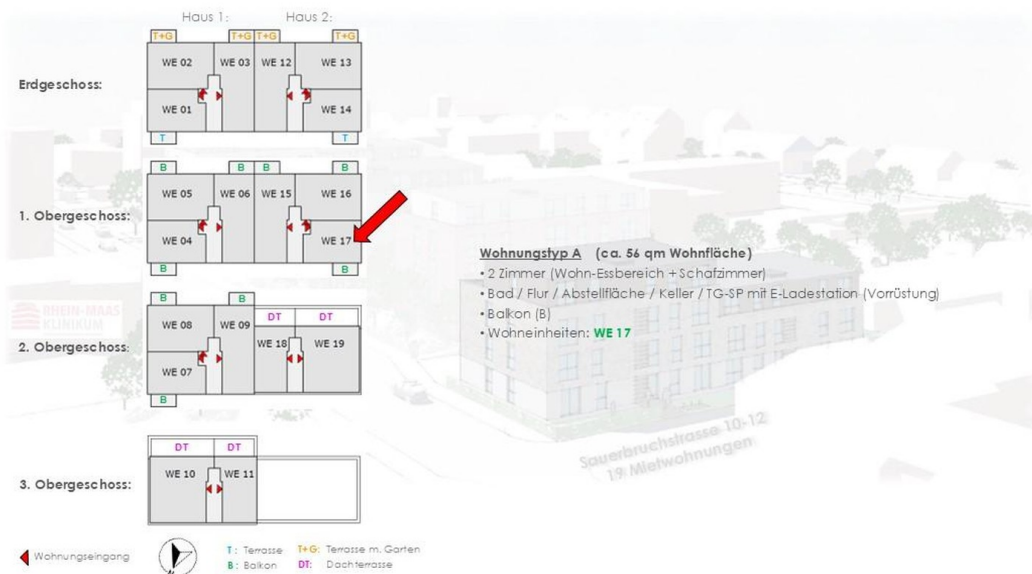 Haus 1: Haus 2:
T+G T+G T+G T+G
WE 02 WE 03 WE 12 WE 13
Erdgeschoss:
WE 01 WE 14
T T
B B B B
WE 05 WE 06 WE 15 WE 16
1. Obergeschoss:
WE 04 WE 17
B B
Wohnungstyp A (ca. 56 qm Wohnfläche)
• 2 Zimmer (Wohn-Essbereich + Schafzimmer)
• Bad / Flur / Abstellfläche / Keller / TG-SP mit E-Ladestation (Vorrüstung)
• Balkon (B)
• Wohneinheiten: WE 17
B B
RHEIN-MAAS
KLINIKUM
DT DT
WE 08 WE 09
2. Obergeschoss:
WE 18 WE 19
WE 07
B
Sauerbruchstrasse 10-12
19 Mietwohnungen
DT DT
WE 10 WE 11
3. Obergeschoss:
Wohnungseingang
N
T: Terrasse T+G: Terrasse m. Garten
B: Balkon DT: Dachterrasse